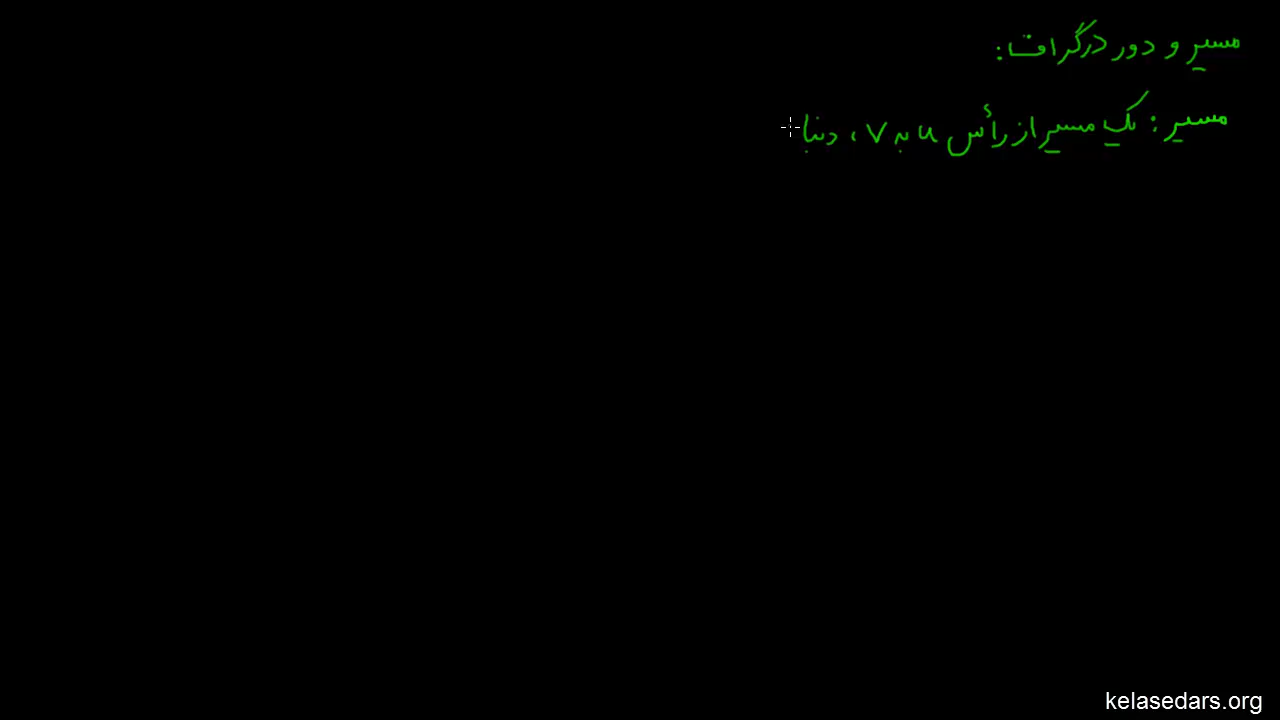 مسیر و دور در گراف:
مسیر: یک مسیر از رأس u به v، دنبا
kelasedars.org